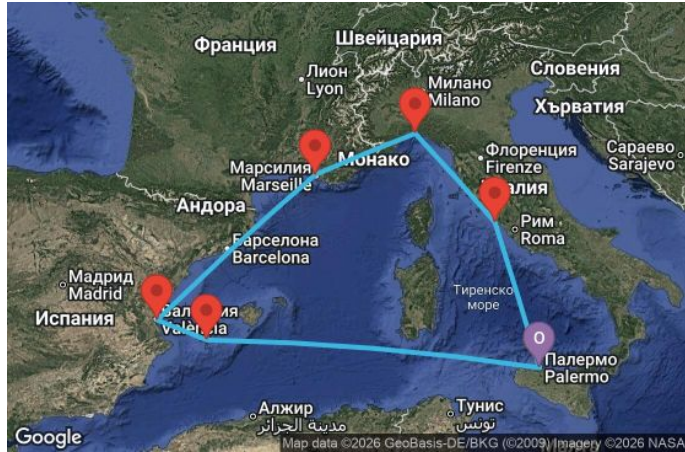 Франция
Швейцария
Словения
Лион
Lyon
Милано
Milano
Хърватия
Марсилия
Marseille
Монако
Флоренция
Firenze
Сараево
Sarajevo
Андора
Рим
Roma
Барселона
Barcelona
Мадрид
Madrid
Испания
València
Тиренско
море
O
Палермо
Palermo
Алжир
مدينة الجزائر
Тунис
تونس
Google
Map data ©2026 GeoBasis-DE/BKG (©2009) Imagery ©2026 NASA